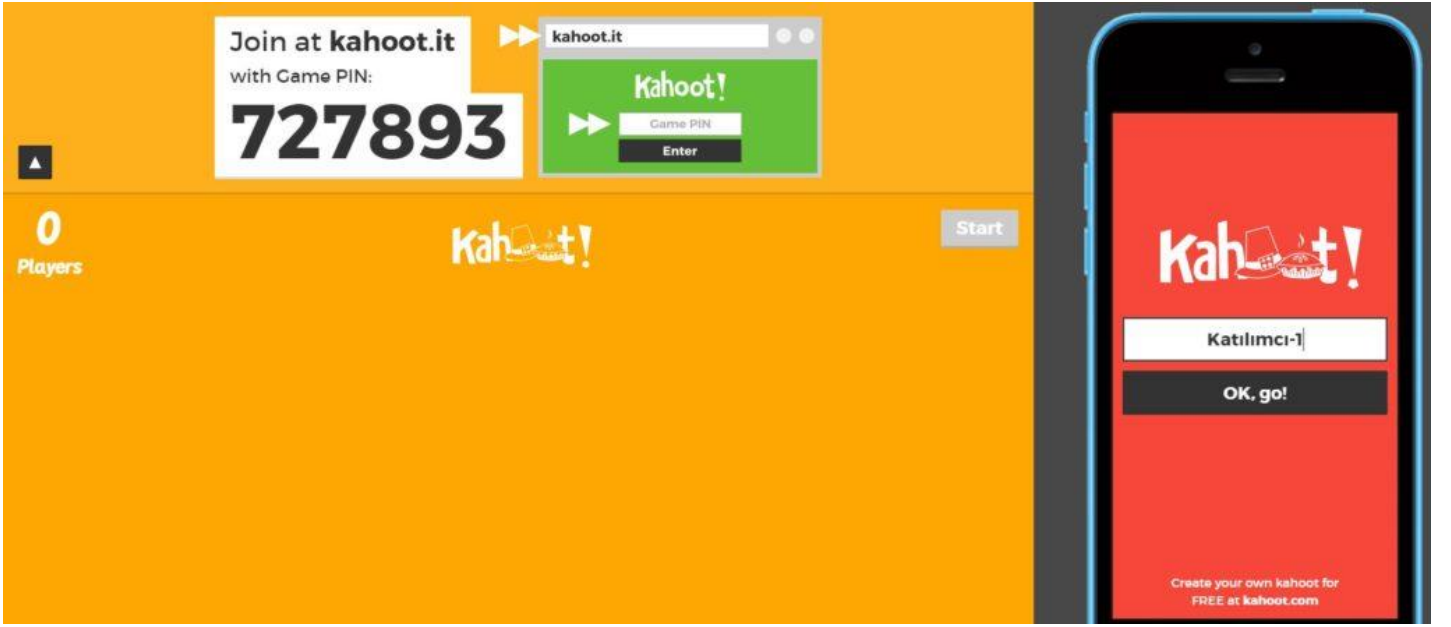 Join at kahoot.it
with Game PIN:
727893
kahoot.it
Kahoot!
Game PIN
Enter
0
Players
Kahoot!
Start
Kahoot!
Katılımcı-1
OK, go!
Create your own kahoot for
FREE at kahoot.com